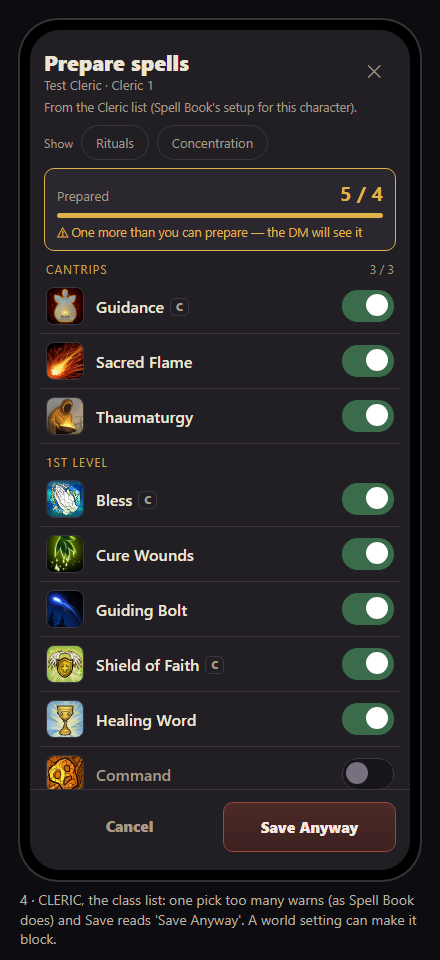 Prepare spells
Test Cleric · Cleric 1
From the Cleric list (Spell Book's setup for this character).
Show Rituals Concentration
Prepared 5 / 4
⚠ One more than you can prepare — the DM will see it
CANTRIPS 3 / 3
Guidance C
Sacred Flame
Thaumaturgy
1ST LEVEL
Bless C
Cure Wounds
Guiding Bolt
Shield of Faith C
Healing Word
Command
Cancel Save Anyway
4 · CLERIC, the class list: one pick too many warns (as Spell Book
does) and Save reads 'Save Anyway'. A world setting can make it
block.